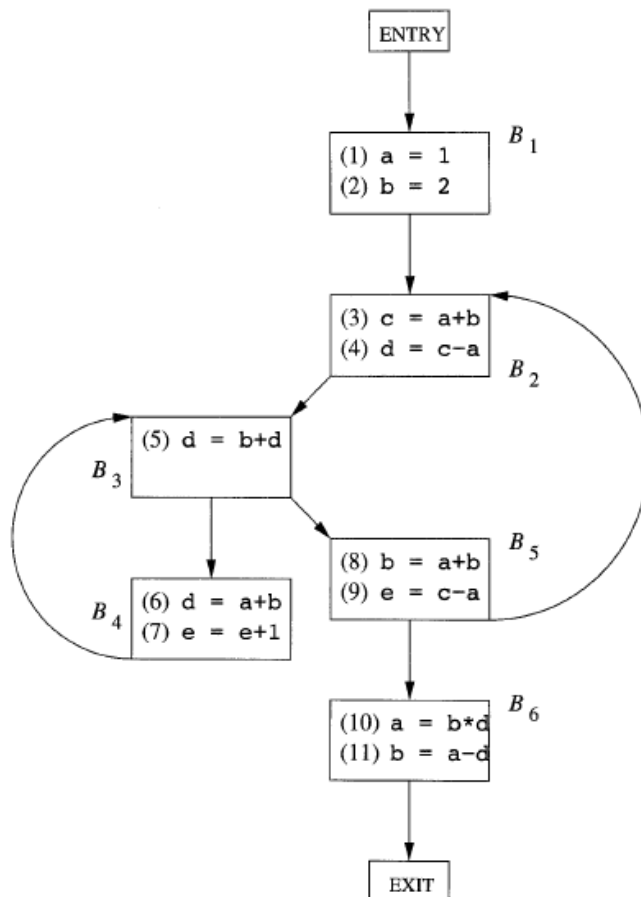 ENTRY
B1
(1) a = 1
(2) b = 2
(3) c = a+b
(4) d = c-a
B2
(5) d = b+d
B3
B5
(8) b = a+b
(9) e = c-a
B4
(6) d = a+b
(7) e = e+1
B6
(10) a = b*d
(11) b = a-d
EXIT